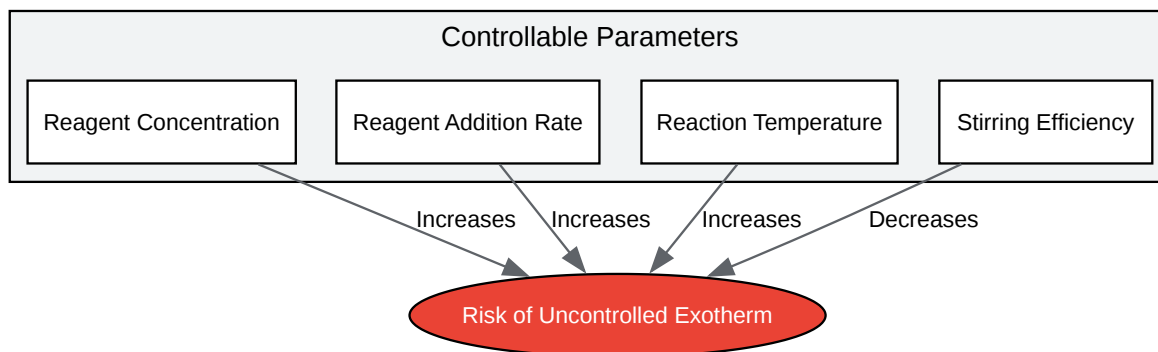 Controllable Parameters
Reagent Concentration
Reagent Addition Rate
Reaction Temperature
Stirring Efficiency
Increases
Increases
Increases
Decreases
Risk of Uncontrolled Exotherm